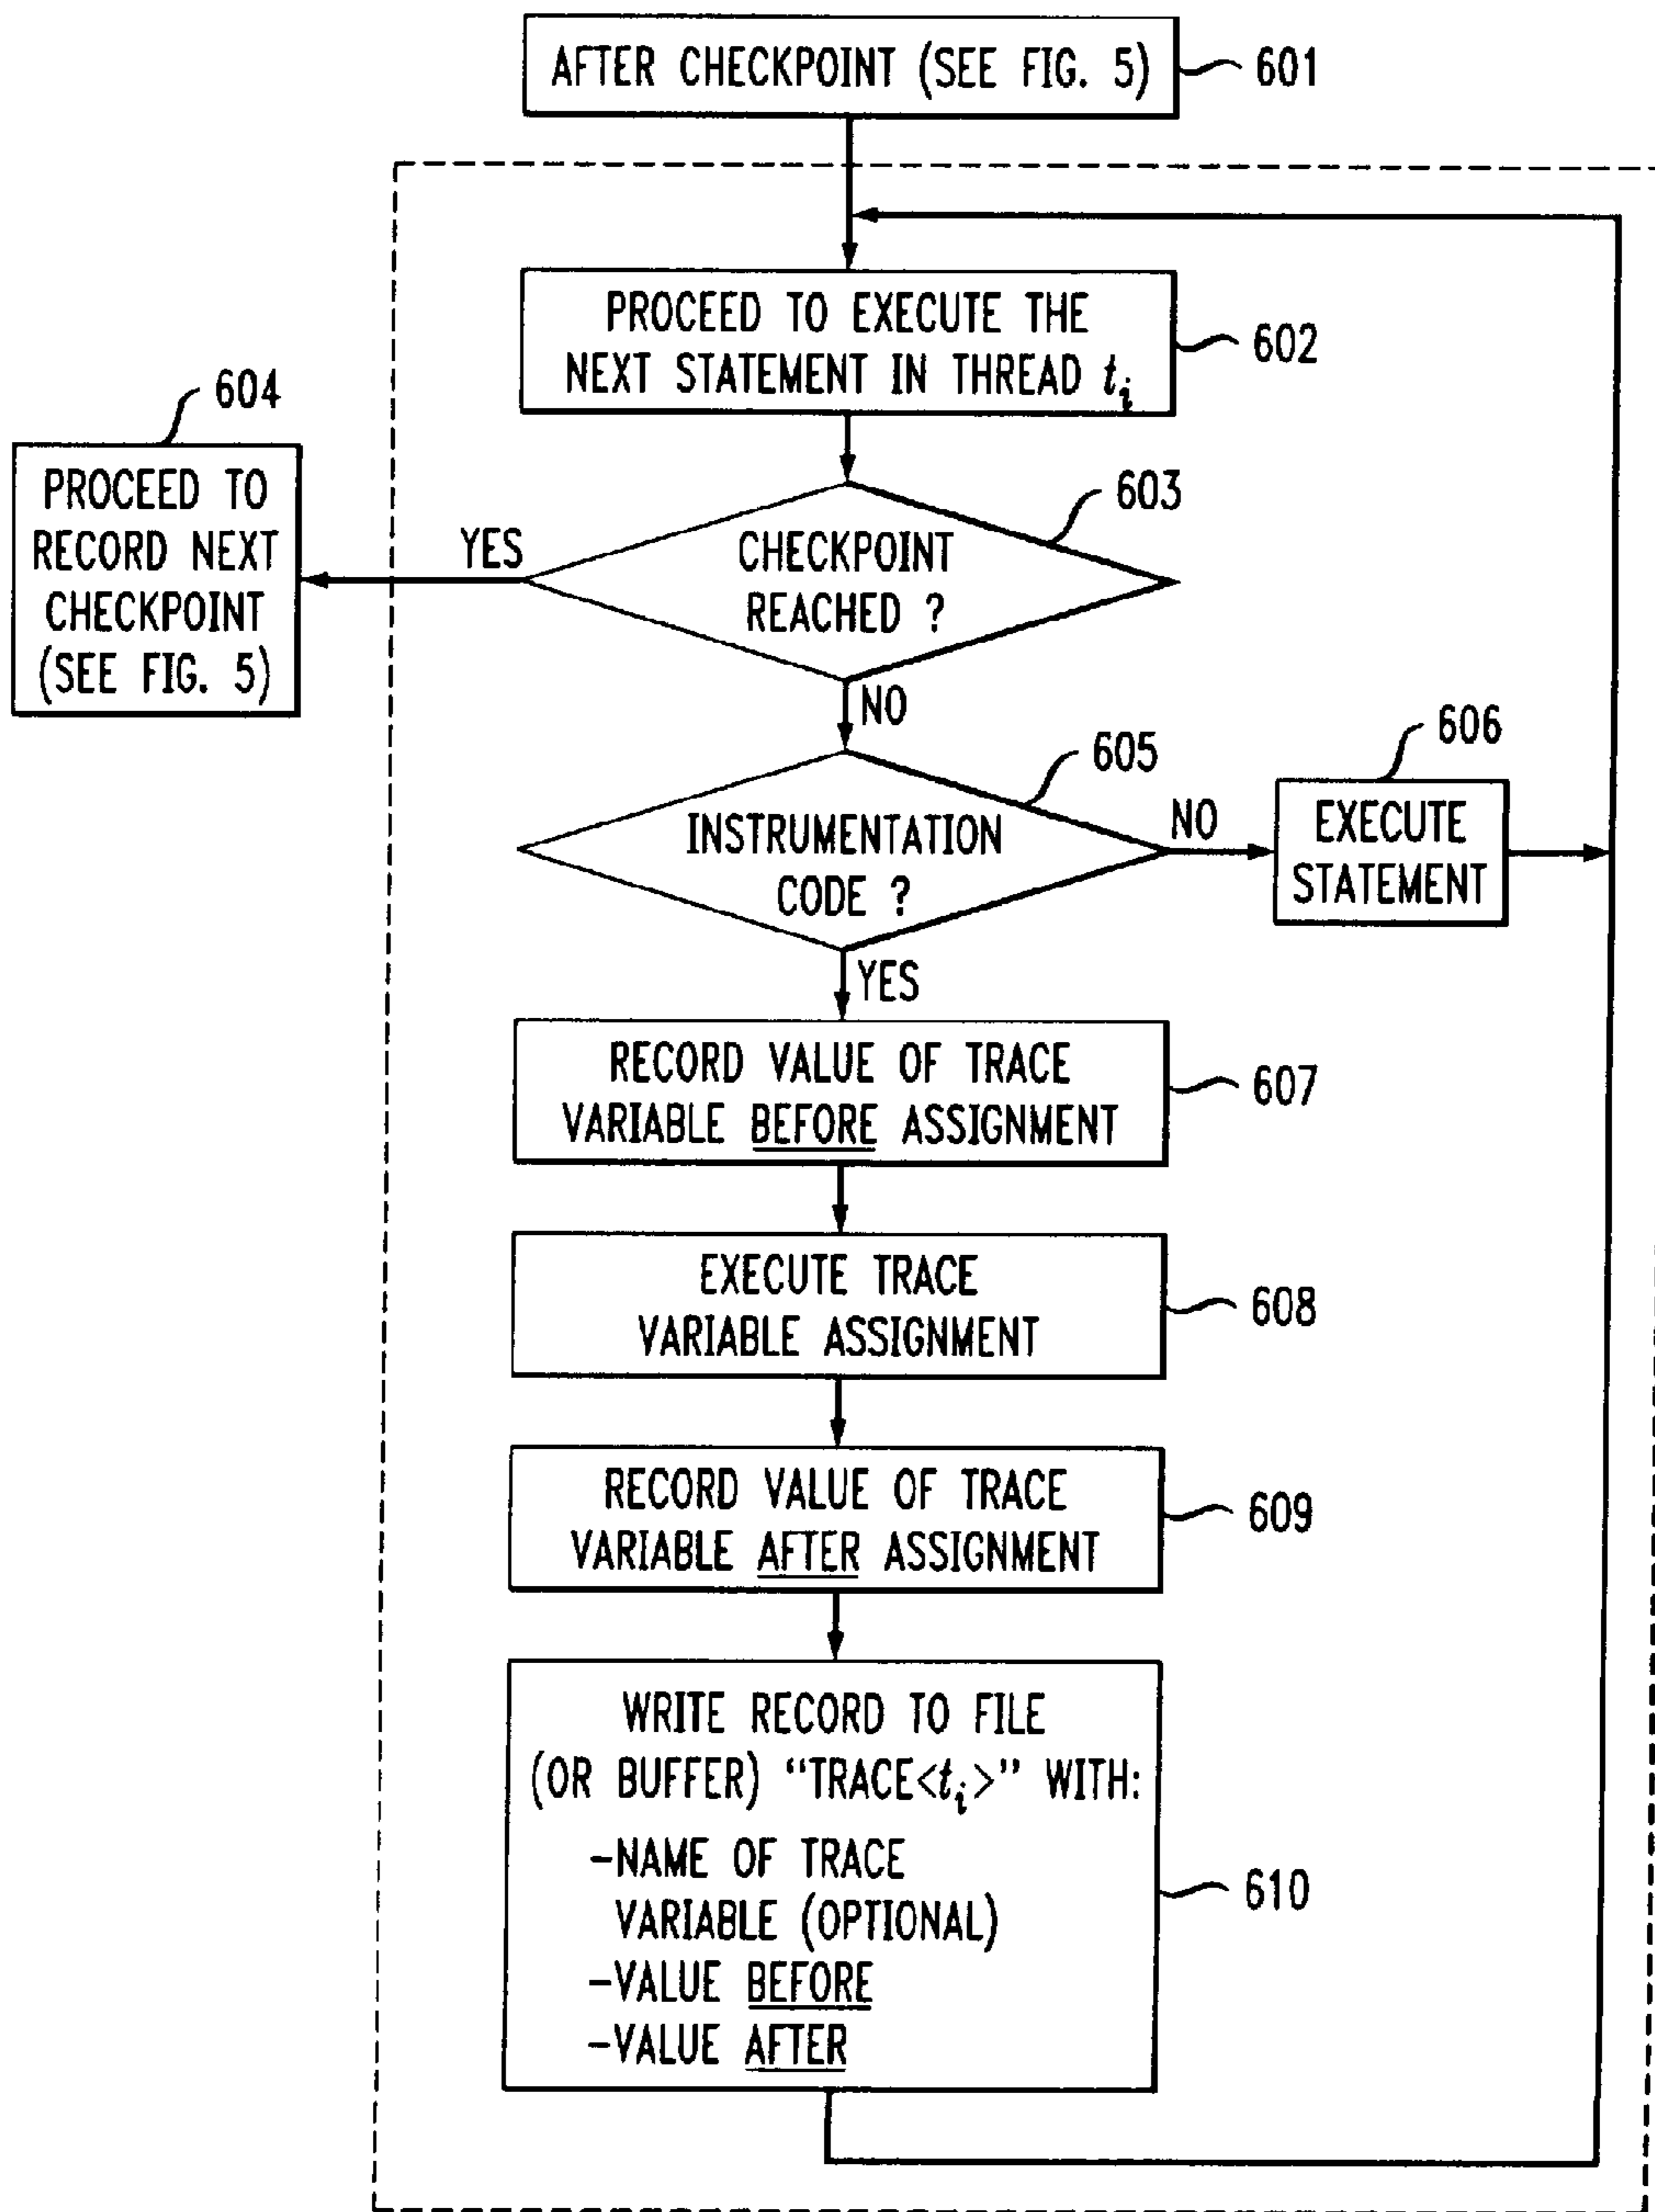 AFTER CHECKPOINT (SEE FIG. 5)
601
PROCEED TO EXECUTE THE
NEXT STATEMENT IN THREAD ti
602
604
PROCEED TO
RECORD NEXT
CHECKPOINT
(SEE FIG. 5)
YES
603
CHECKPOINT
REACHED ?
NO
605
INSTRUMENTATION
CODE ?
NO
606
EXECUTE
STATEMENT
YES
RECORD VALUE OF TRACE
VARIABLE BEFORE ASSIGNMENT
607
EXECUTE TRACE
VARIABLE ASSIGNMENT
608
RECORD VALUE OF TRACE
VARIABLE AFTER ASSIGNMENT
609
WRITE RECORD TO FILE
(OR BUFFER) “TRACE<ti>” WITH:
-NAME OF TRACE
VARIABLE (OPTIONAL)
-VALUE BEFORE
-VALUE AFTER
610